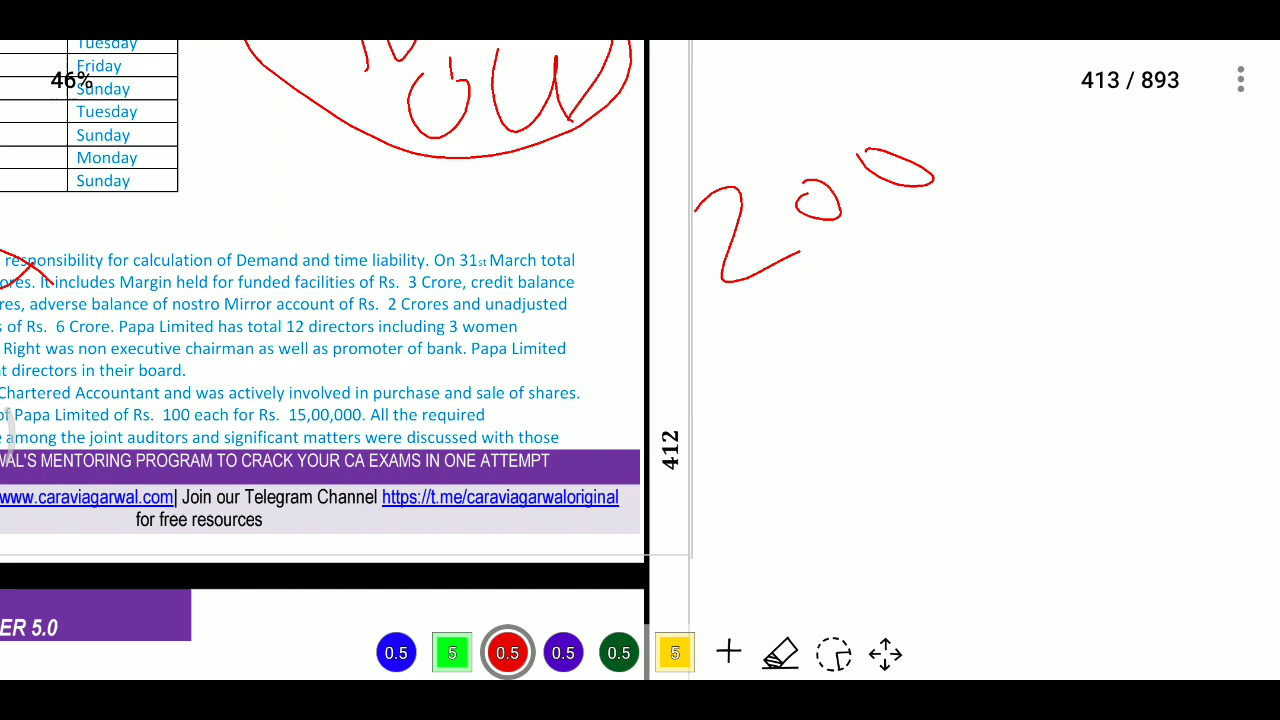 Tuesday
Friday
46%
Sunday
413 / 893
Tuesday
Sunday
Monday
Sunday
200
responsibility for calculation of Demand and time liability. On 31st March total
ores. It includes Margin held for funded facilities of Rs. 3 Crore, credit balance
res, adverse balance of nostro Mirror account of Rs. 2 Crores and unadjusted
s of Rs. 6 Crore. Papa Limited has total 12 directors including 3 women
Right was non executive chairman as well as promoter of bank. Papa Limited
nt directors in their board.
Chartered Accountant and was actively involved in purchase and sale of shares.
of Papa Limited of Rs. 100 each for Rs. 15,00,000. All the required
e among the joint auditors and significant matters were discussed with those
412
WAL'S MENTORING PROGRAM TO CRACK YOUR CA EXAMS IN ONE ATTEMPT
www.caraviagarwal.com| Join our Telegram Channel https://t.me/caraviagarwaloriginal
for free resources
ER 5.0
0.5
5
0.5
0.5
0.5
5